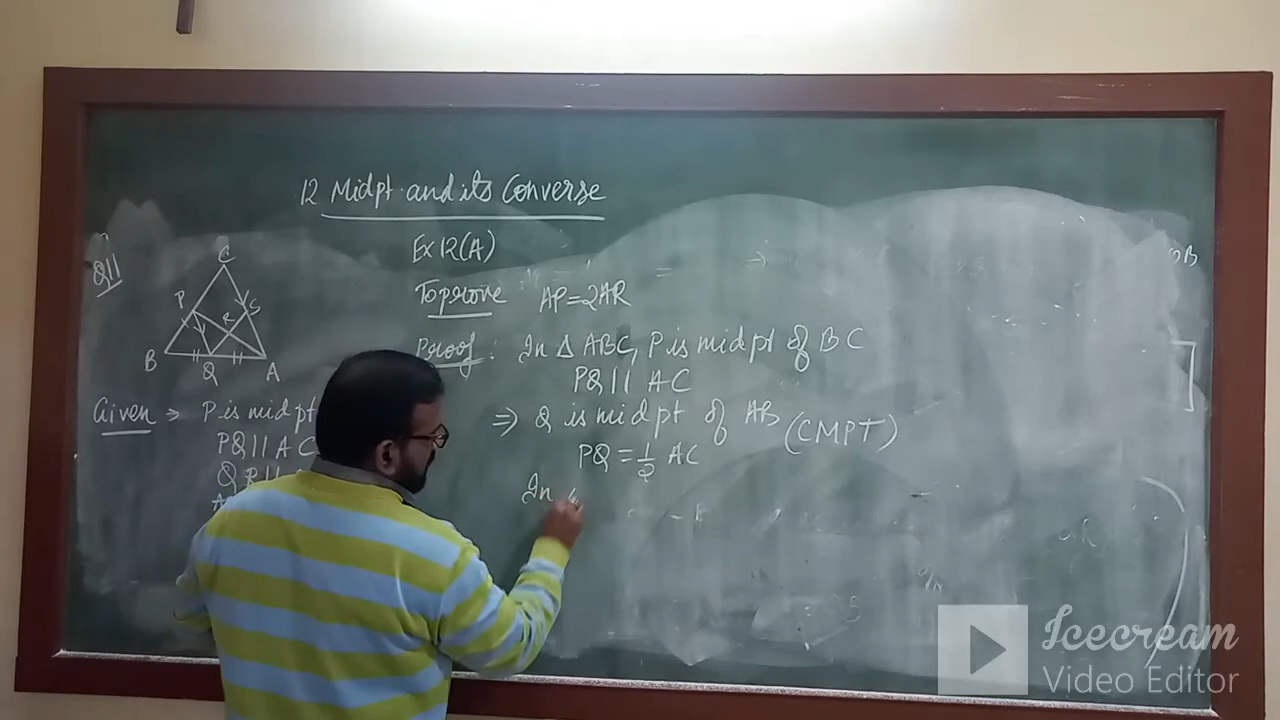 12 Midpt. and its Converse
Ex 12(A)
Q11
C
P
S
R
B
Q
A
To prove AP=2AR
Proof : In Δ ABC, P is midpt of BC
PQ || AC
⇒ Q is midpt of AB (CMPT)
PQ = 1/2 AC
In
Given ⇒ P is midpt
PQ || AC
Icecream
Video Editor